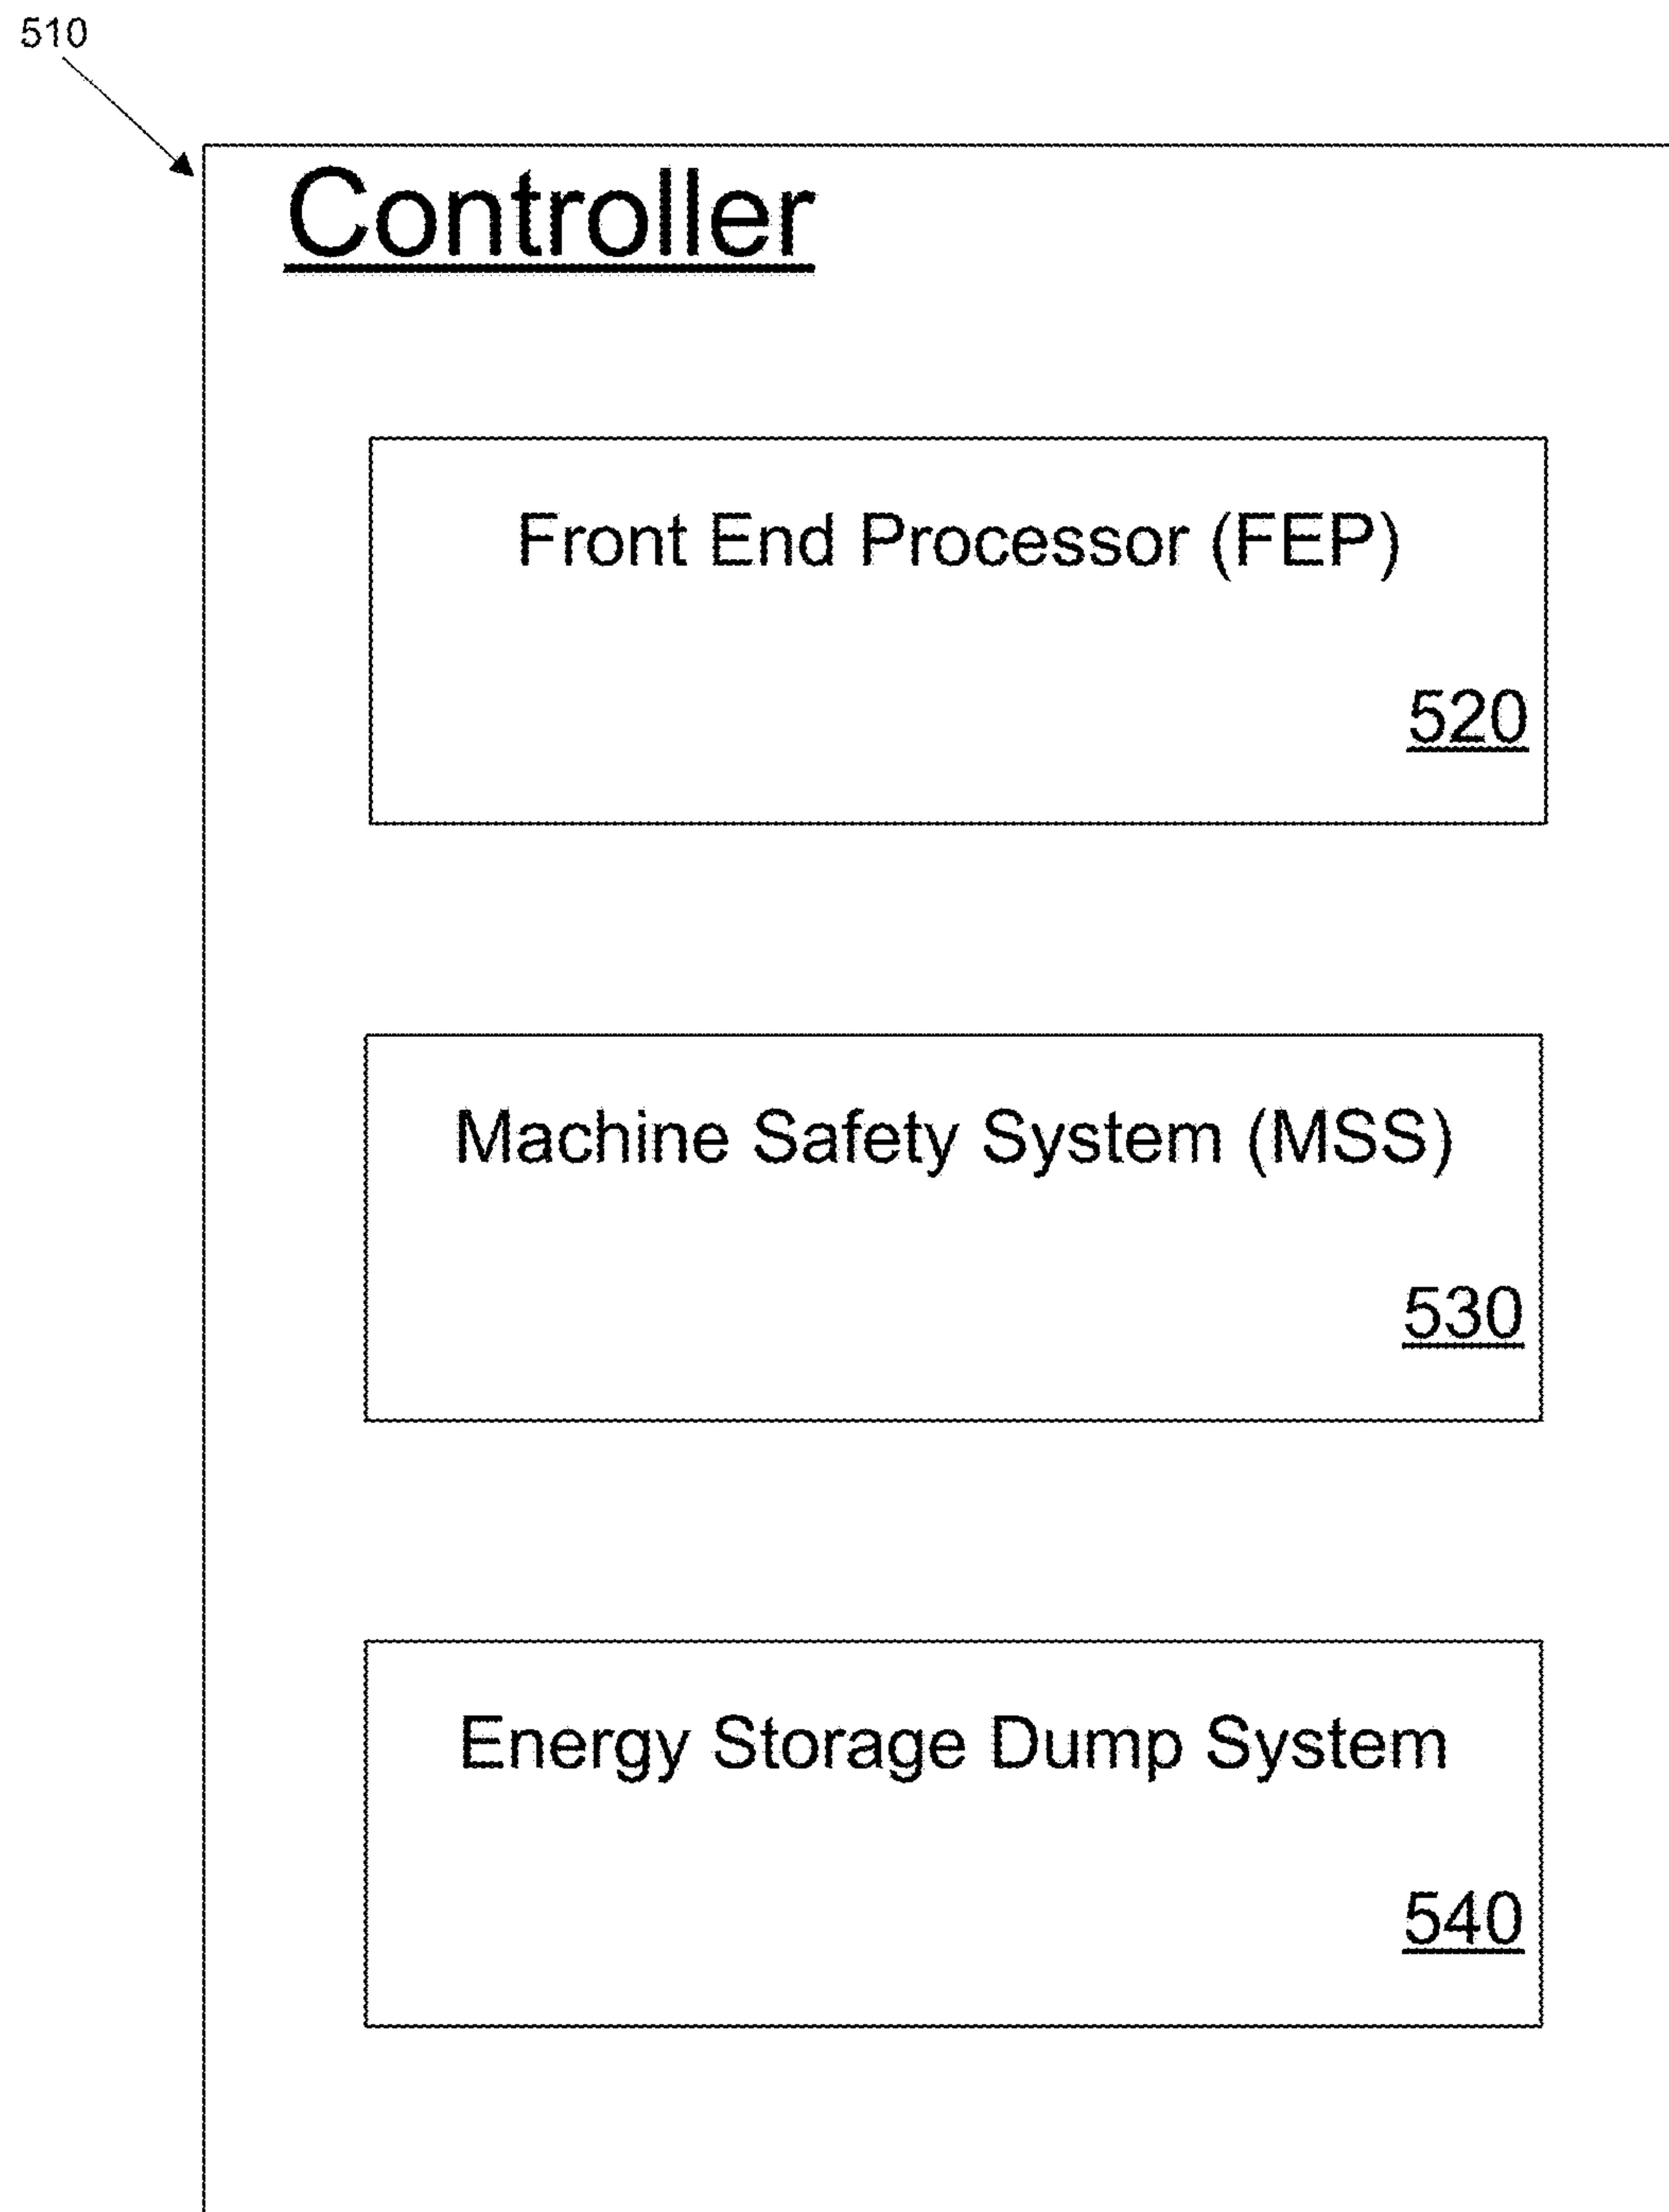 510
Controller
Front End Processor (FEP)
520
Machine Safety System (MSS)
530
Energy Storage Dump System
540